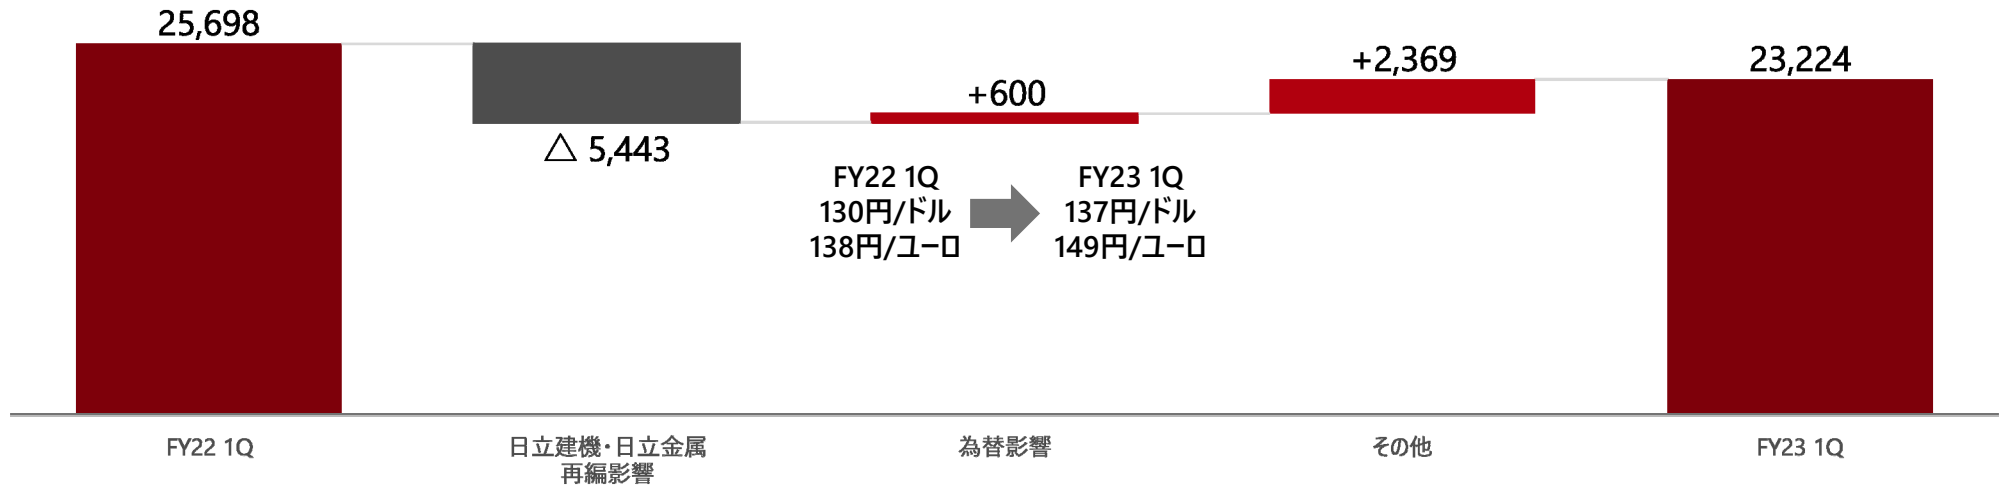 25,698
△ 5,443
+600
+2,369
23,224
FY22 1Q
130円/ドル
138円/ユーロ
FY23 1Q
137円/ドル
149円/ユーロ
FY22 1Q
日立建機・日立金属
再編影響
為替影響
その他
FY23 1Q